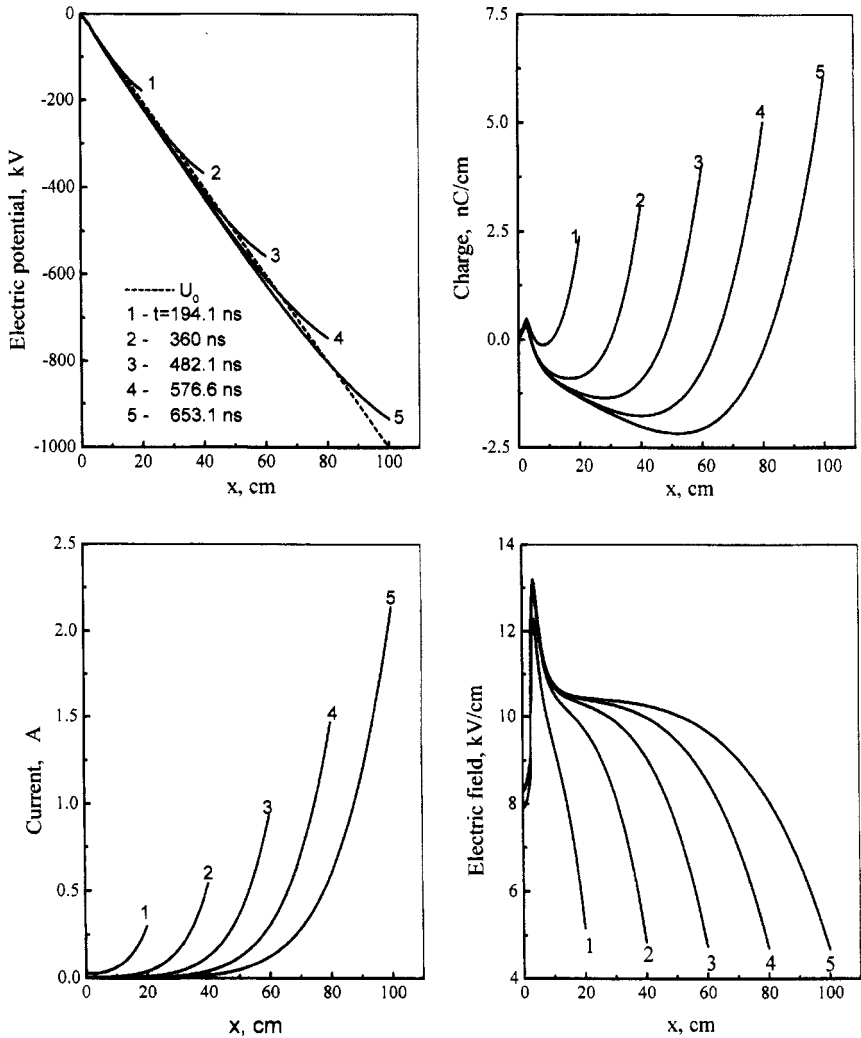 Electric potential, kV
0
-200
-400
-600
-800
-1000
1
2
3
4
5
U0
1 - t=194.1 ns
2 - 360 ns
3 - 482.1 ns
4 - 576.6 ns
5 - 653.1 ns
0 20 40 60 80 100
x, cm
Charge, nC/cm
7.5
5.0
2.5
0.0
-2.5
1
2
3
4
5
0 20 40 60 80 100
x, cm
Current, A
2.5
2.0
1.5
1.0
0.5
0.0
1
2
3
4
5
0 20 40 60 80 100
x, cm
Electric field, kV/cm
14
13
12
10
8
6
4
1
2
3
4
5
0 20 40 60 80 100
x, cm